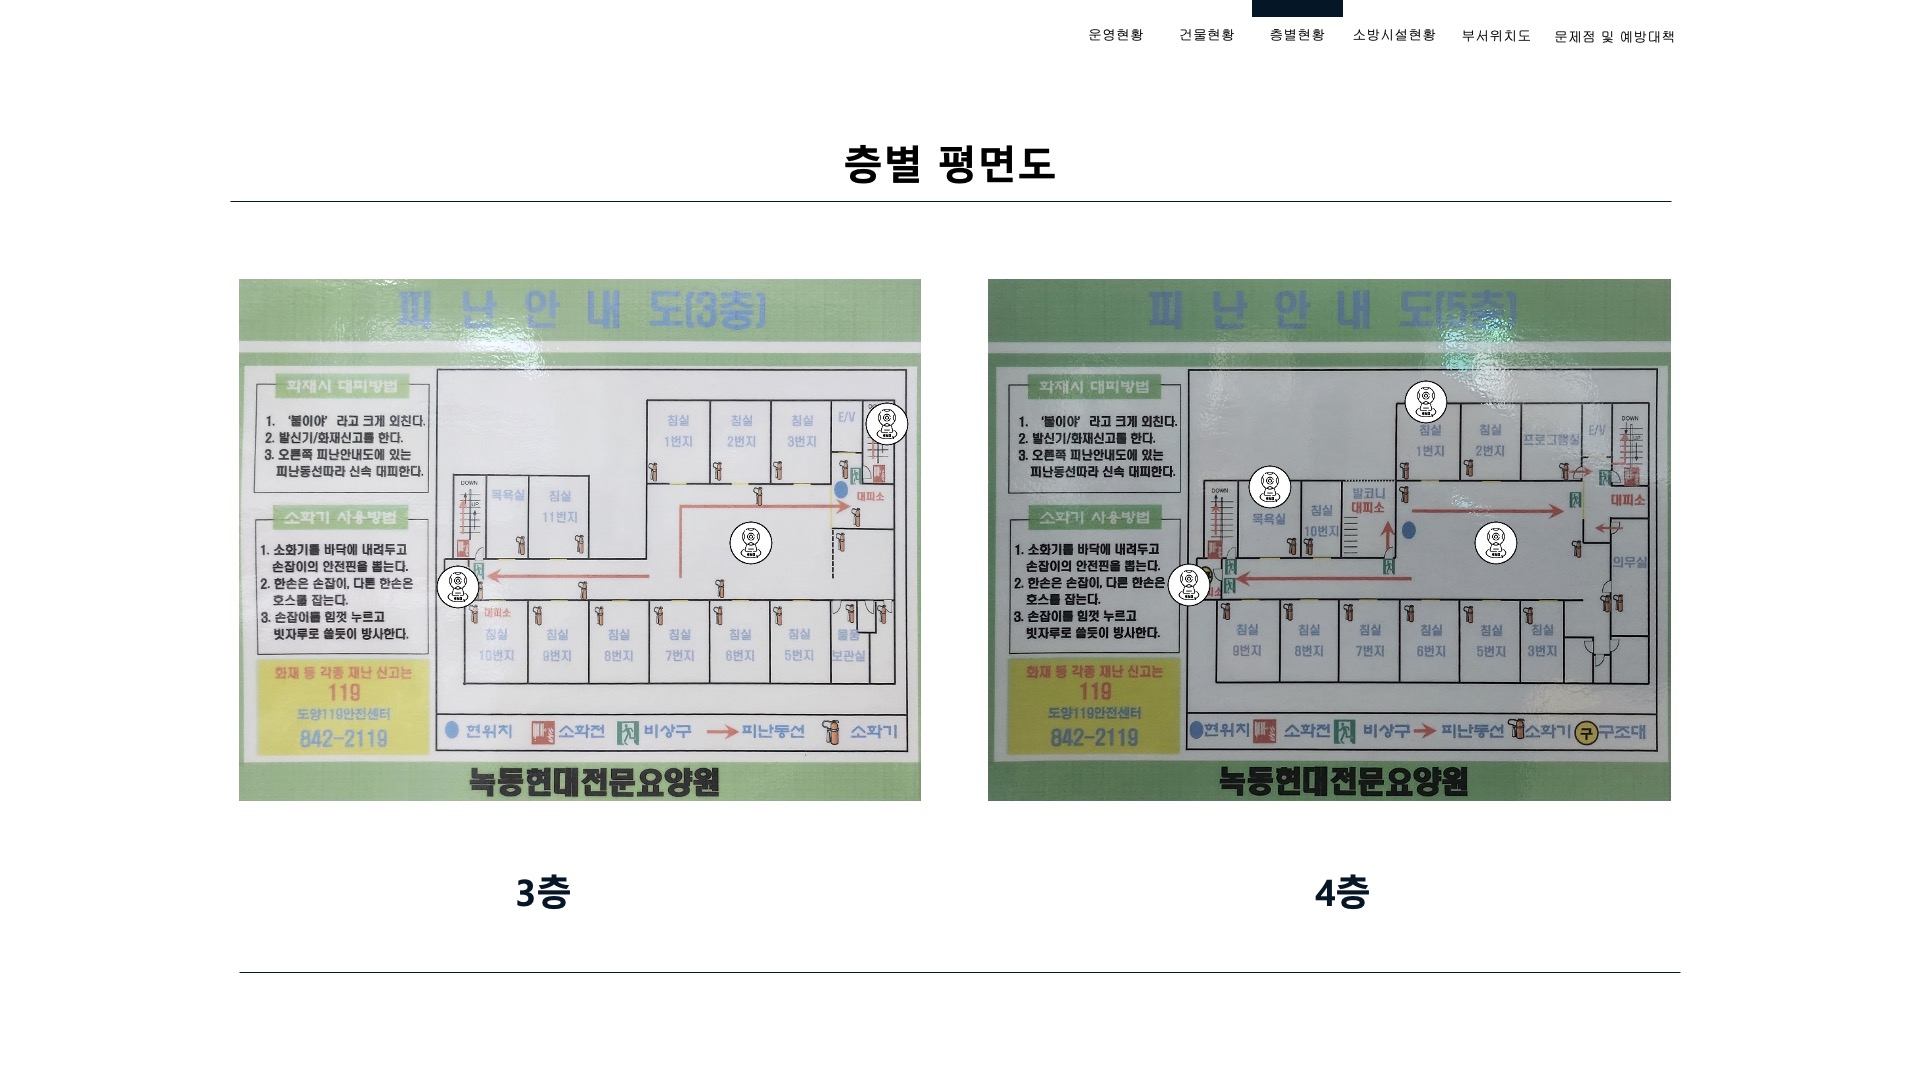 운영현황 건물현황 층별현황 소방시설현황 부서위치도 문제점 및 예방대책
층별 평면도
피 난 안 내 도(3층)
화재시 대피방법
1. ‘불이야’ 라고 크게 외친다.
2. 발신기/화재신고를 한다.
3. 오른쪽 피난안내도에 있는
피난동선따라 신속 대피한다.
소화기 사용방법
1. 소화기를 바닥에 내려두고
손잡이의 안전핀을 뽑는다.
2. 한손은 손잡이, 다른 한손은
호스를 잡는다.
3. 손잡이를 힘껏 누르고
빗자루로 쓸듯이 방사한다.
화재 등 각종 재난 신고는
119
도양119안전센터
842-2119
침실
1번지
침실
2번지
침실
3번지
E/V
대피소
DOWN
UP
목욕실
침실
11번지
대피소
침실
10번지
침실
9번지
침실
8번지
침실
7번지
침실
6번지
침실
5번지
물품
보관실
현위치 소화전 비상구 피난동선 소화기
녹동현대전문요양원
3층
피 난 안 내 도(5층)
화재시 대피방법
1. ‘불이야’ 라고 크게 외친다.
2. 발신기/화재신고를 한다.
3. 오른쪽 피난안내도에 있는
피난동선따라 신속 대피한다.
소화기 사용방법
1. 소화기를 바닥에 내려두고
손잡이의 안전핀을 뽑는다.
2. 한손은 손잡이, 다른 한손은
호스를 잡는다.
3. 손잡이를 힘껏 누르고
빗자루로 쓸듯이 방사한다.
화재 등 각종 재난 신고는
119
도양119안전센터
842-2119
침실
1번지
침실
2번지
프로그램실
E/V
DOWN
대피소
DOWN
목욕실
침실
10번지
발코니
대피소
의무실
침실
9번지
침실
8번지
침실
7번지
침실
6번지
침실
5번지
침실
3번지
현위치 소화전 비상구 피난동선 소화기 구 구조대
녹동현대전문요양원
4층